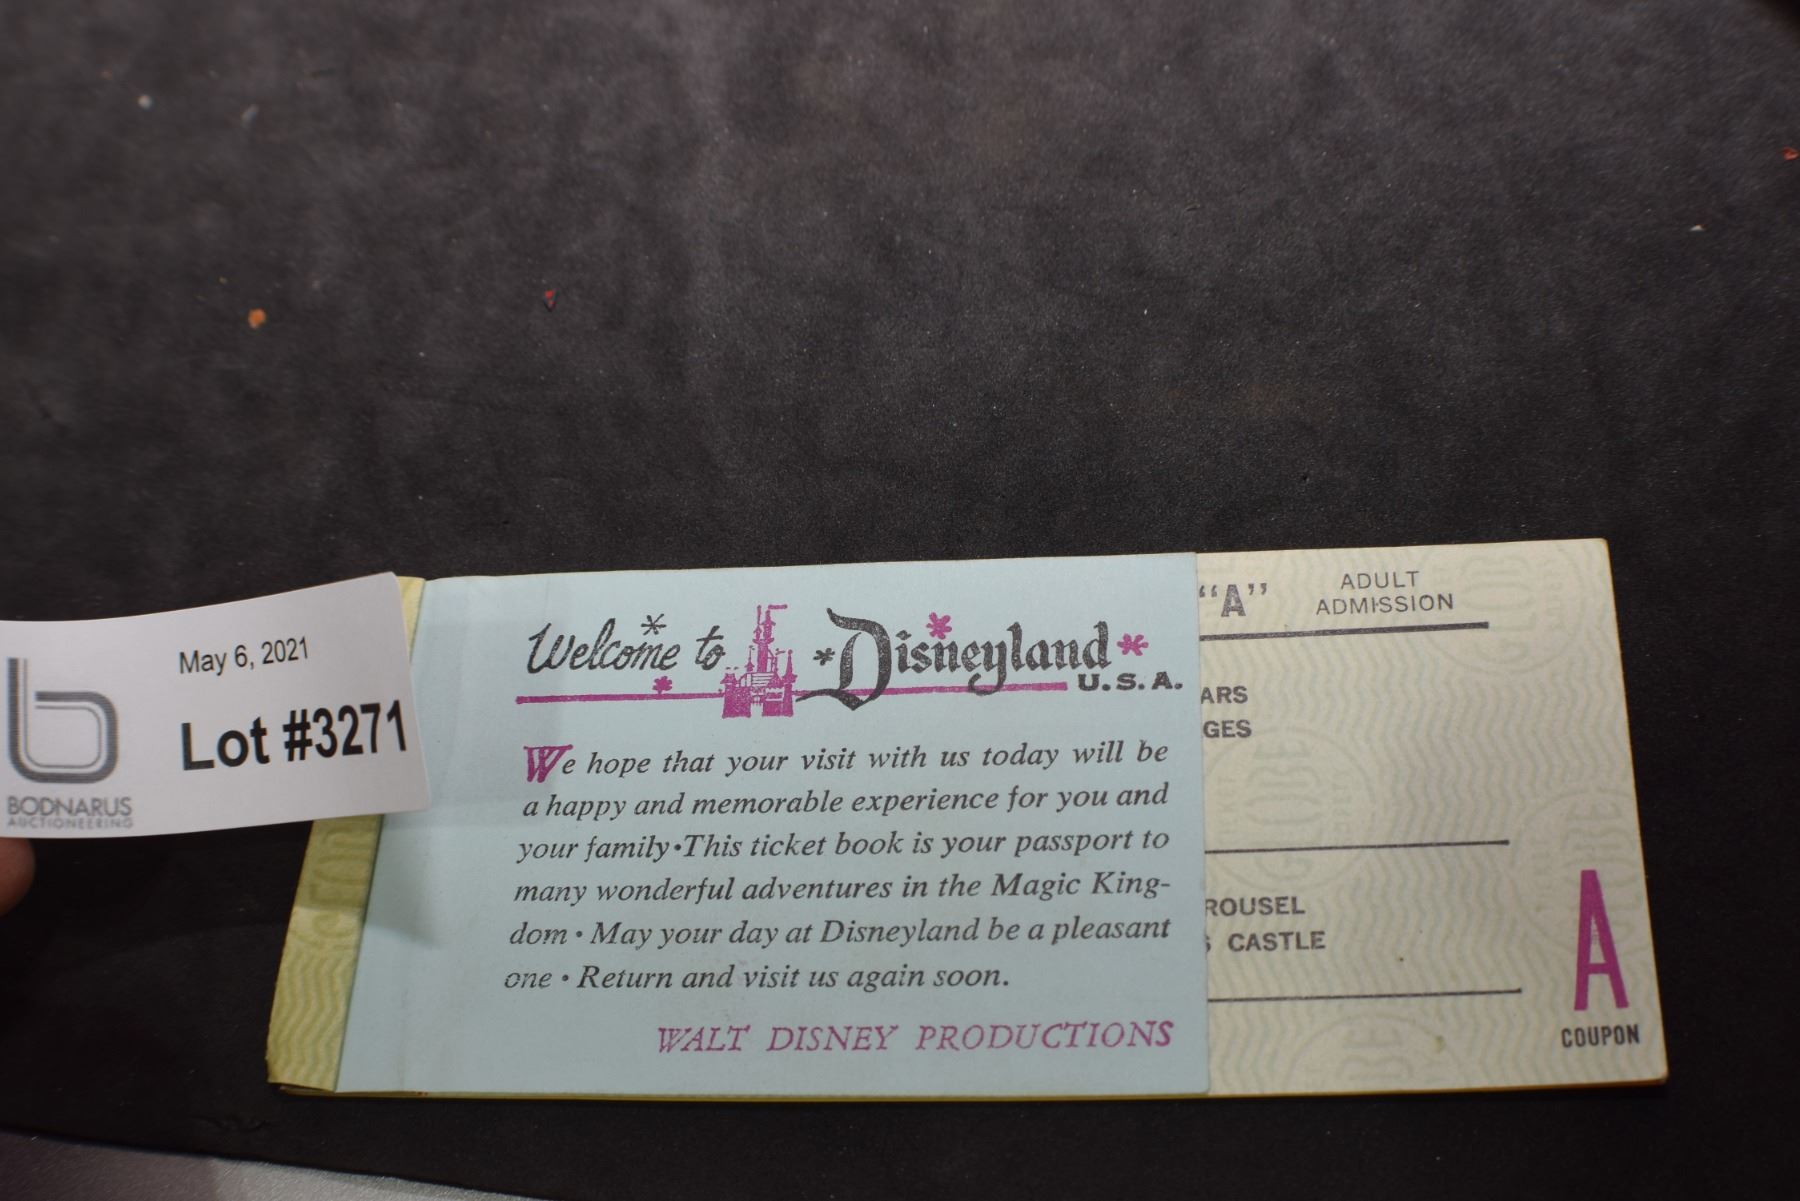 May 6, 2021
Lot #3271
b
BODNARUS
AUCTIONEERING
Welcome to Disneyland
U.S.A.
We hope that your visit with us today will be
a happy and memorable experience for you and
your family • This ticket book is your passport to
many wonderful adventures in the Magic King-
dom • May your day at Disneyland be a pleasant
one • Return and visit us again soon.
WALT DISNEY PRODUCTIONS
"A" ADULT
ADMISSION
ARS
GES
ROUSEL
CASTLE
A
COUPON